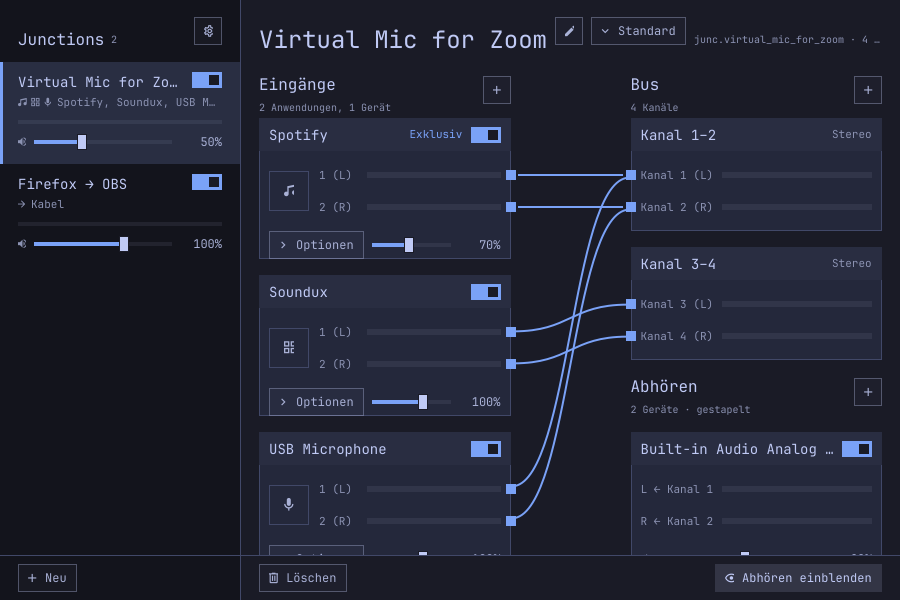 Junctions 2
Virtual Mic for Zo…
Spotify, Soundux, USB M…
50%
Firefox → OBS
→ Kabel
100%
+ Neu
Virtual Mic for Zoom
Standard
junc.virtual_mic_for_zoom · 4 …
Eingänge
+
2 Anwendungen, 1 Gerät
Spotify
Exklusiv
1 (L)
2 (R)
> Optionen
70%
Soundux
1 (L)
2 (R)
> Optionen
100%
USB Microphone
1 (L)
2 (R)
Bus
+
4 Kanäle
Kanal 1–2
Stereo
Kanal 1 (L)
Kanal 2 (R)
Kanal 3–4
Stereo
Kanal 3 (L)
Kanal 4 (R)
Abhören
+
2 Geräte · gestapelt
Built-in Audio Analog …
L ← Kanal 1
R ← Kanal 2
Löschen
Abhören einblenden